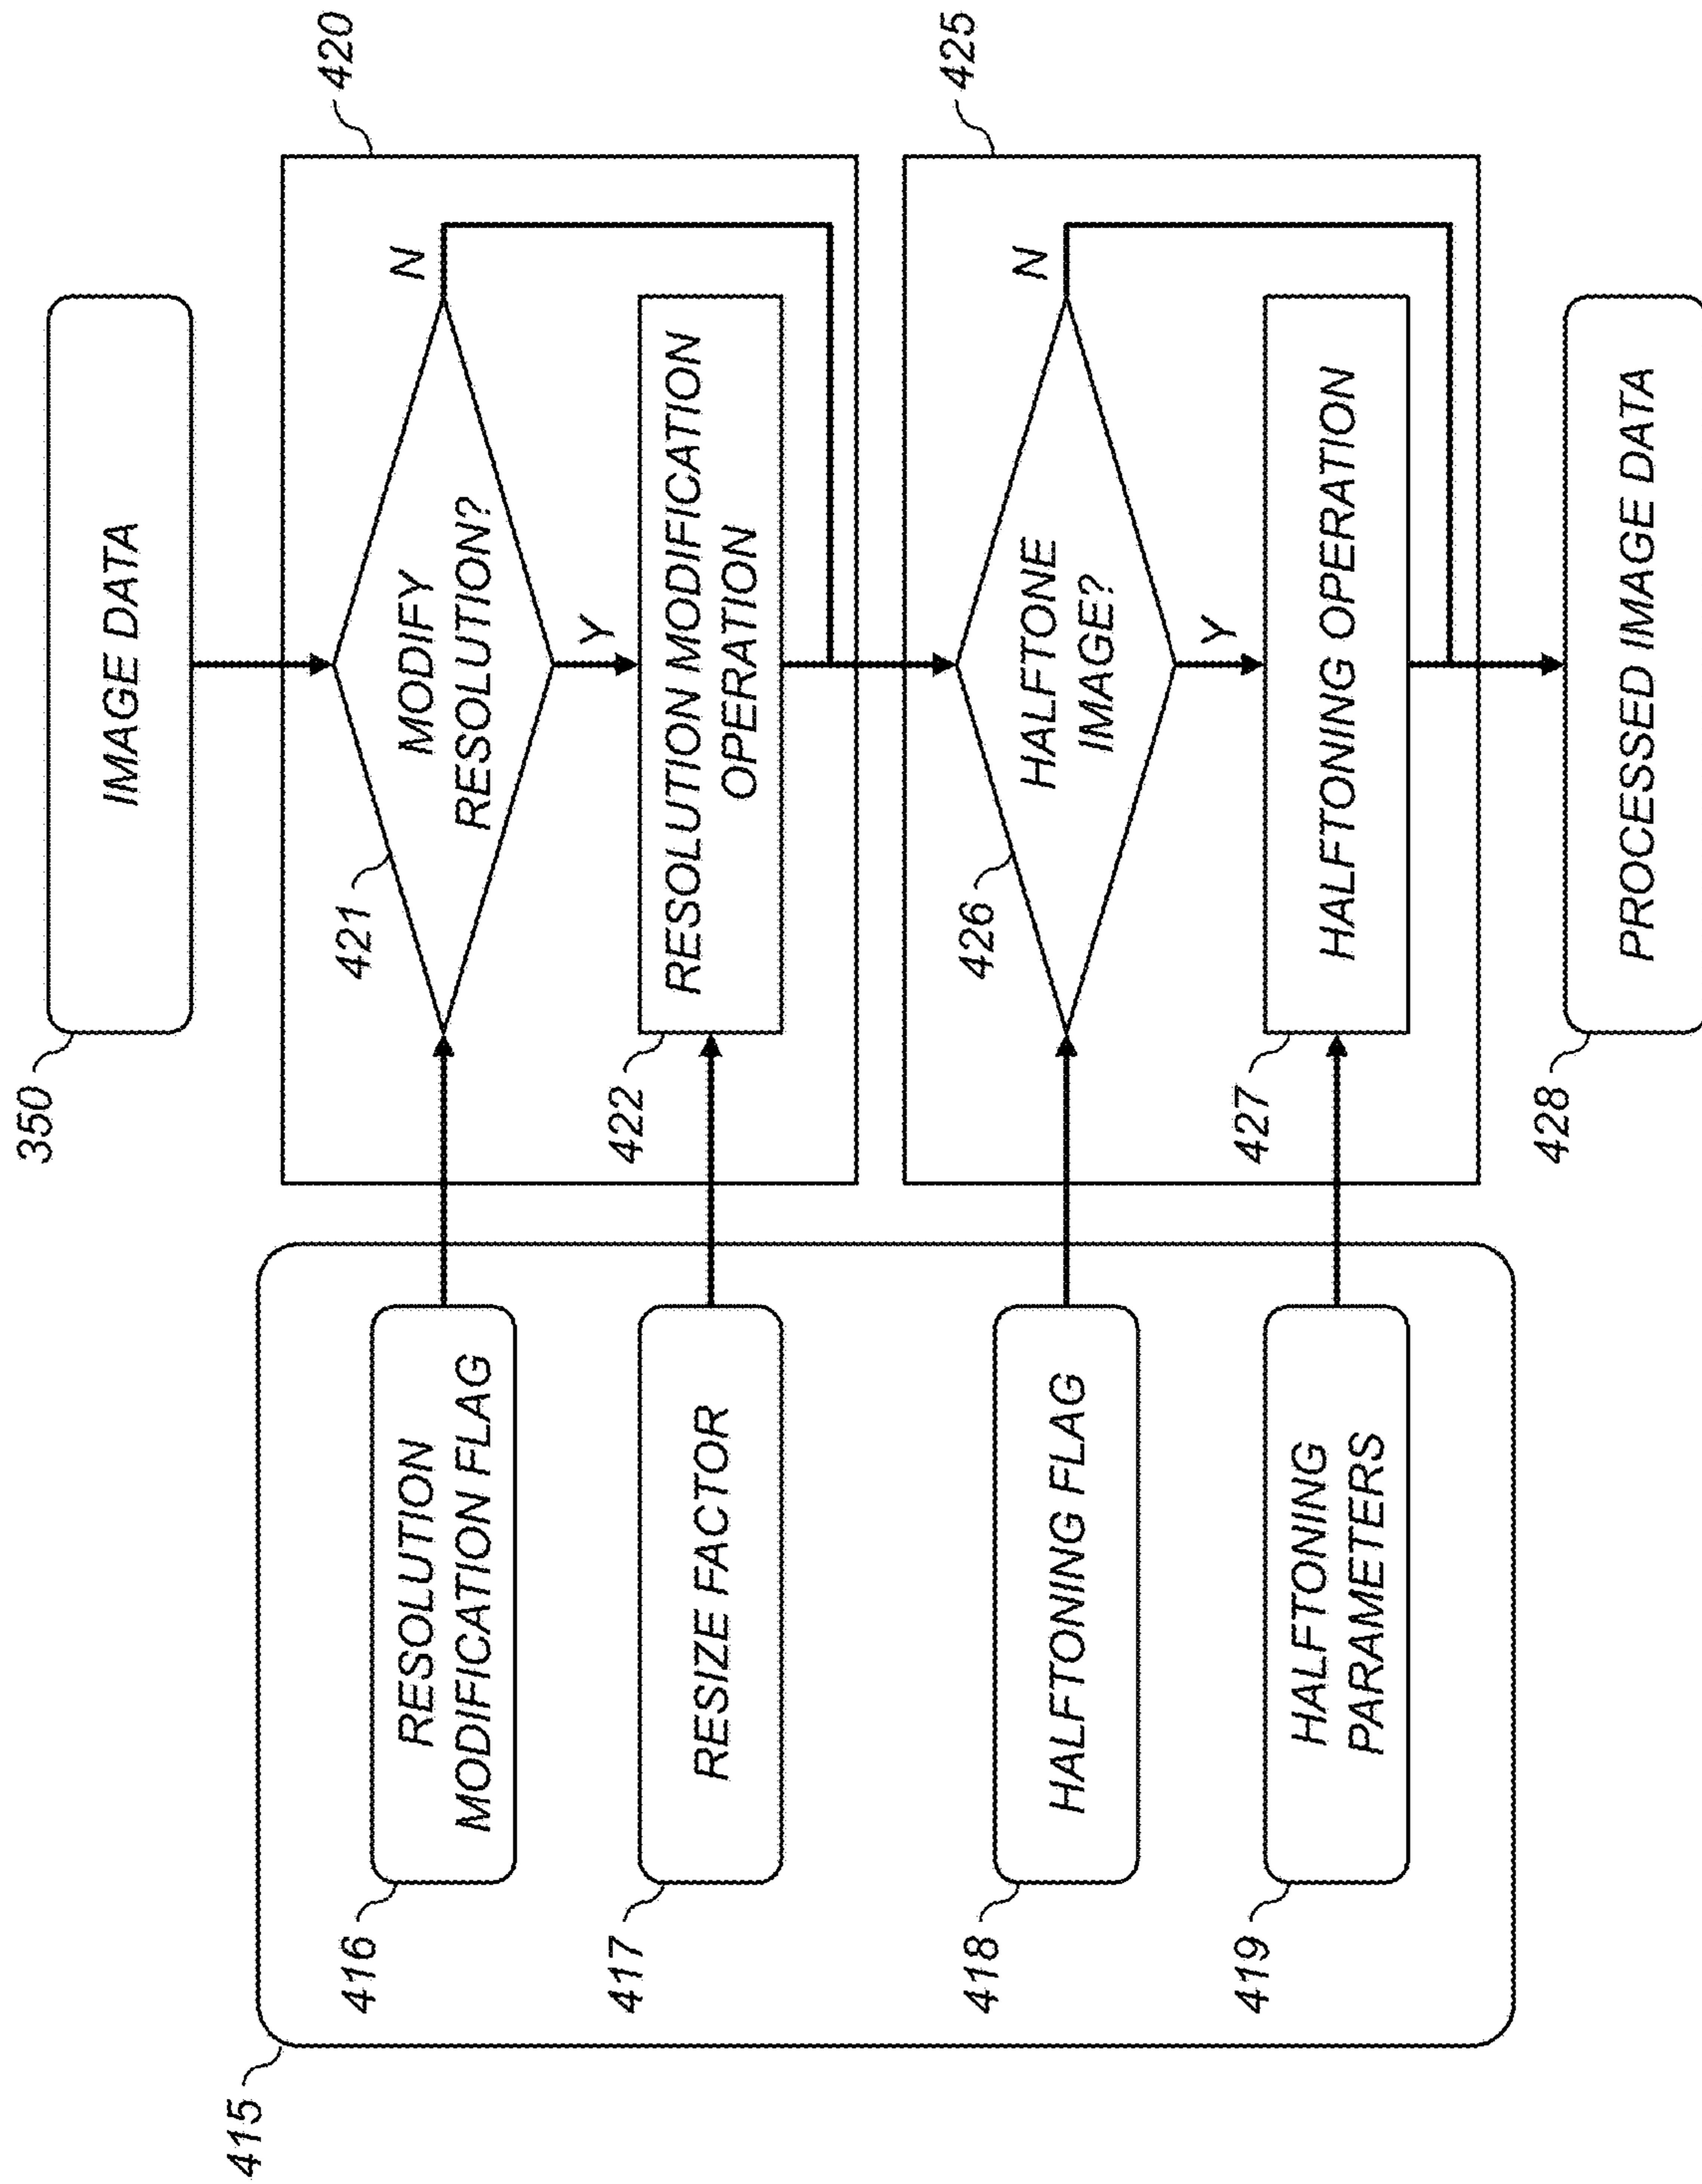 350
IMAGE DATA
420
415
416
RESOLUTION
MODIFICATION FLAG
421
MODIFY
RESOLUTION?
N
Y
417
RESIZE FACTOR
422
RESOLUTION MODIFICATION
OPERATION
425
418
HALFTONING FLAG
426
HALFTONE
IMAGE?
N
Y
419
HALFTONING
PARAMETERS
427
HALFTONING OPERATION
428
PROCESSED IMAGE DATA